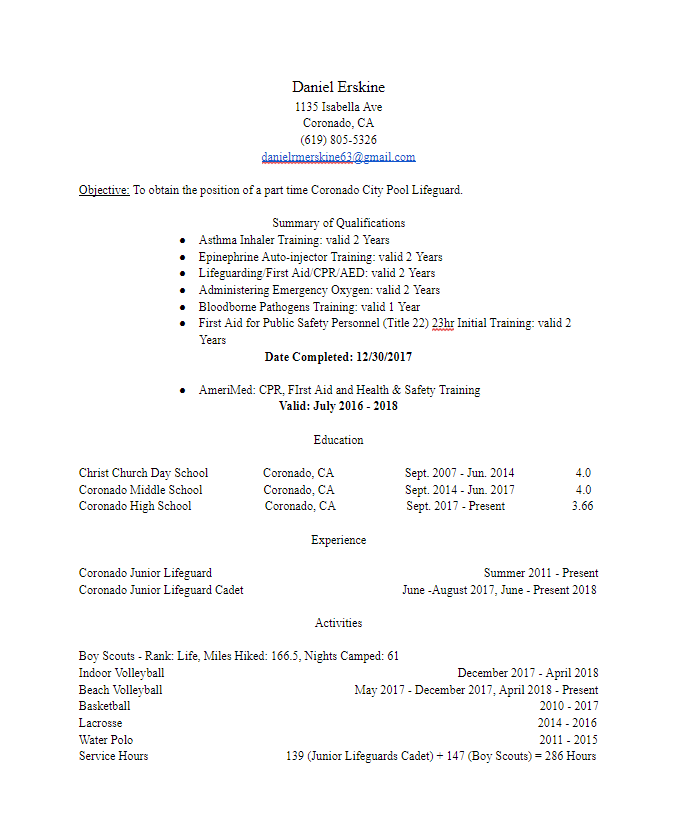 Daniel Erskine
1135 Isabella Ave
Coronado, CA
(619) 805-5326
danielrmerskine63@gmail.com
Objective: To obtain the position of a part time Coronado City Pool Lifeguard.
Summary of Qualifications
● Asthma Inhaler Training: valid 2 Years
● Epinephrine Auto-injector Training: valid 2 Years
● Lifeguarding/First Aid/CPR/AED: valid 2 Years
● Administering Emergency Oxygen: valid 2 Years
● Bloodborne Pathogens Training: valid 1 Year
● First Aid for Public Safety Personnel (Title 22) 23hr Initial Training: valid 2
Years
Date Completed: 12/30/2017
● AmeriMed: CPR, FIrst Aid and Health & Safety Training
Valid: July 2016 - 2018
Education
Christ Church Day School Coronado, CA Sept. 2007 - Jun. 2014 4.0
Coronado Middle School Coronado, CA Sept. 2014 - Jun. 2017 4.0
Coronado High School Coronado, CA Sept. 2017 - Present 3.66
Experience
Coronado Junior Lifeguard Summer 2011 - Present
Coronado Junior Lifeguard Cadet June -August 2017, June - Present 2018
Activities
Boy Scouts - Rank: Life, Miles Hiked: 166.5, Nights Camped: 61
Indoor Volleyball December 2017 - April 2018
Beach Volleyball May 2017 - December 2017, April 2018 - Present
Basketball 2010 - 2017
Lacrosse 2014 - 2016
Water Polo 2011 - 2015
Service Hours 139 (Junior Lifeguards Cadet) + 147 (Boy Scouts) = 286 Hours